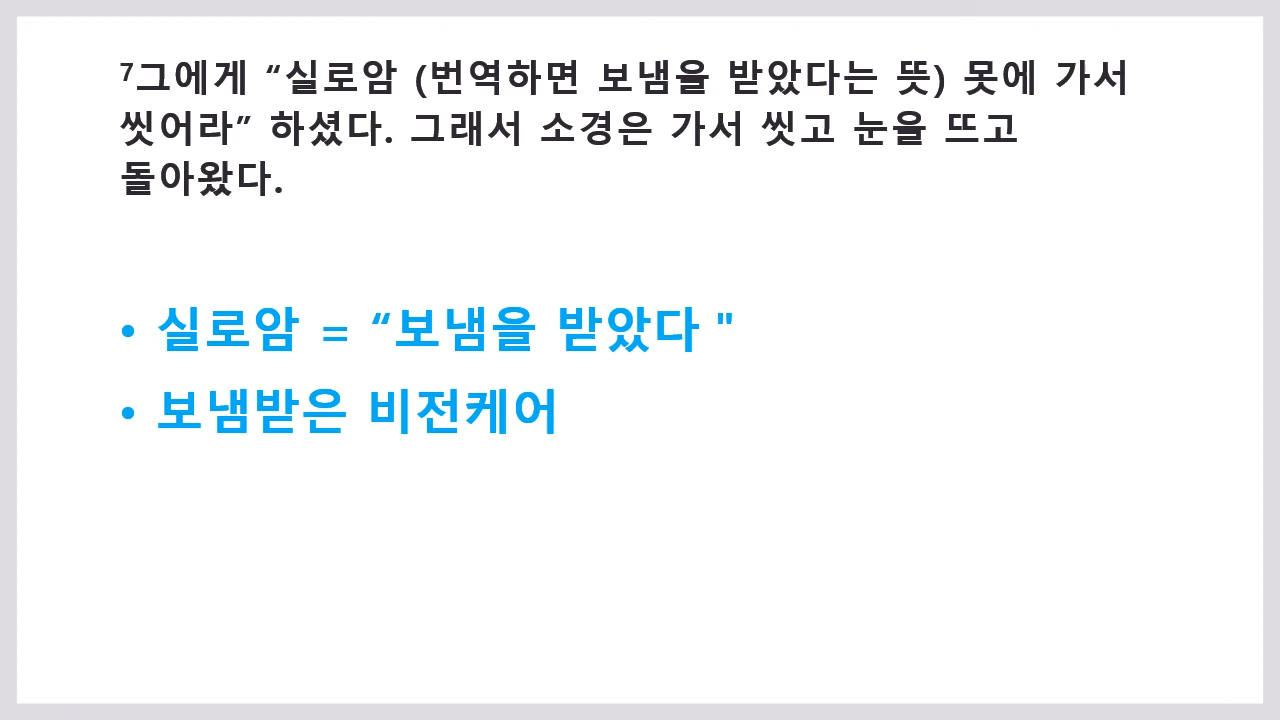 ⁷그에게 “실로암 (번역하면 보냄을 받았다는 뜻) 못에 가서
씻어라” 하셨다. 그래서 소경은 가서 씻고 눈을 뜨고
돌아왔다.
• 실로암 = “보냄을 받았다 "
• 보냄받은 비전케어